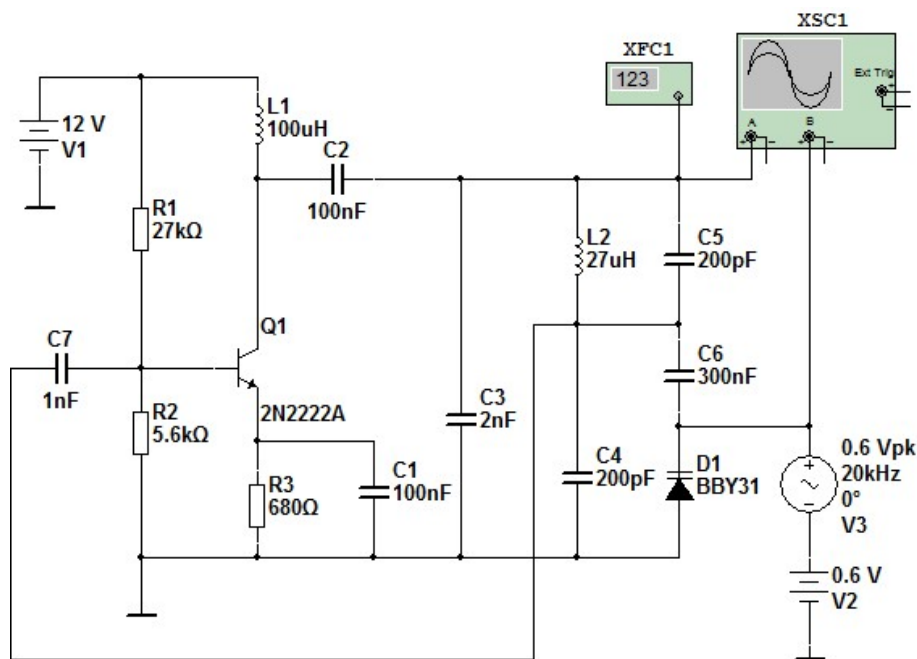 XSC1
XFC1
123
Ext Trig
+
−
A
B
+ − + −
12 V
V1
L1
100uH
C2
100nF
R1
27kΩ
L2
27uH
C5
200pF
C7
1nF
Q1
2N2222A
C6
300nF
R2
5.6kΩ
C3
2nF
R3
680Ω
C1
100nF
C4
200pF
D1
BBY31
+
−
0.6 Vpk
20kHz
0°
V3
0.6 V
V2